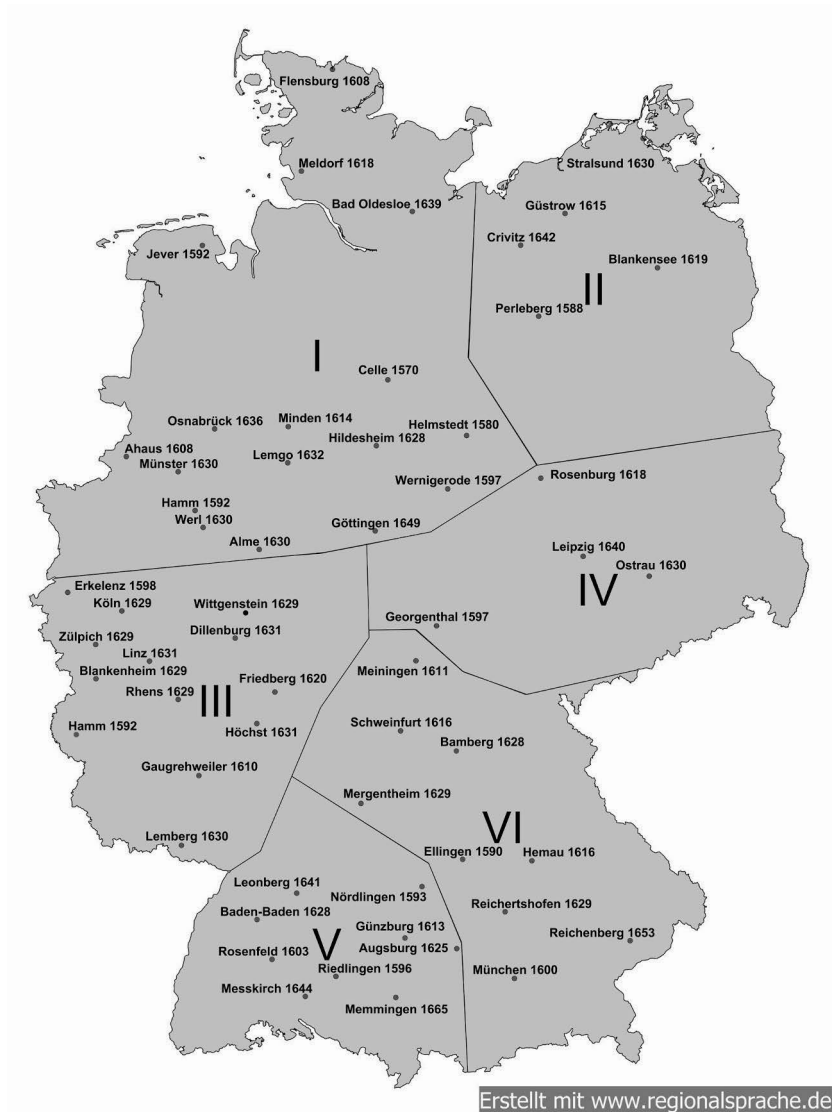 Flensburg 1608
Meldorf 1618
Stralsund 1630
Bad Oldesloe 1639
Güstrow 1615
Crivitz 1642
Jever 1592
Blankensee 1619
II
Perleberg 1588
I
Celle 1570
Osnabrück 1636
Minden 1614
Helmstedt 1580
Hildesheim 1628
Ahaus 1608
Lemgo 1632
Münster 1630
Rosenburg 1618
Wernigerode 1597
Hamm 1592
Werl 1630
Göttingen 1649
Alme 1630
Leipzig 1640
Ostrau 1630
IV
Erkelenz 1598
Köln 1629
Wittgenstein 1629
Georgenthal 1597
Dillenburg 1631
Zülpich 1629
Linz 1631
Meiningen 1611
Blankenheim 1629
Friedberg 1620
Rhens 1629
III
Hamm 1592
Höchst 1631
Schweinfurt 1616
Bamberg 1628
Gaugrehweiler 1610
Mergentheim 1629
VI
Lemberg 1630
Ellingen 1590
Hemau 1616
Leonberg 1641
Nördlingen 1593
Baden-Baden 1628
Reichertshofen 1629
Günzburg 1613
Reichenberg 1653
V
Augsburg 1625
Rosenfeld 1603
Riedlingen 1596
München 1600
Messkirch 1644
Memmingen 1665
Erstellt mit www.regionalsprache.de